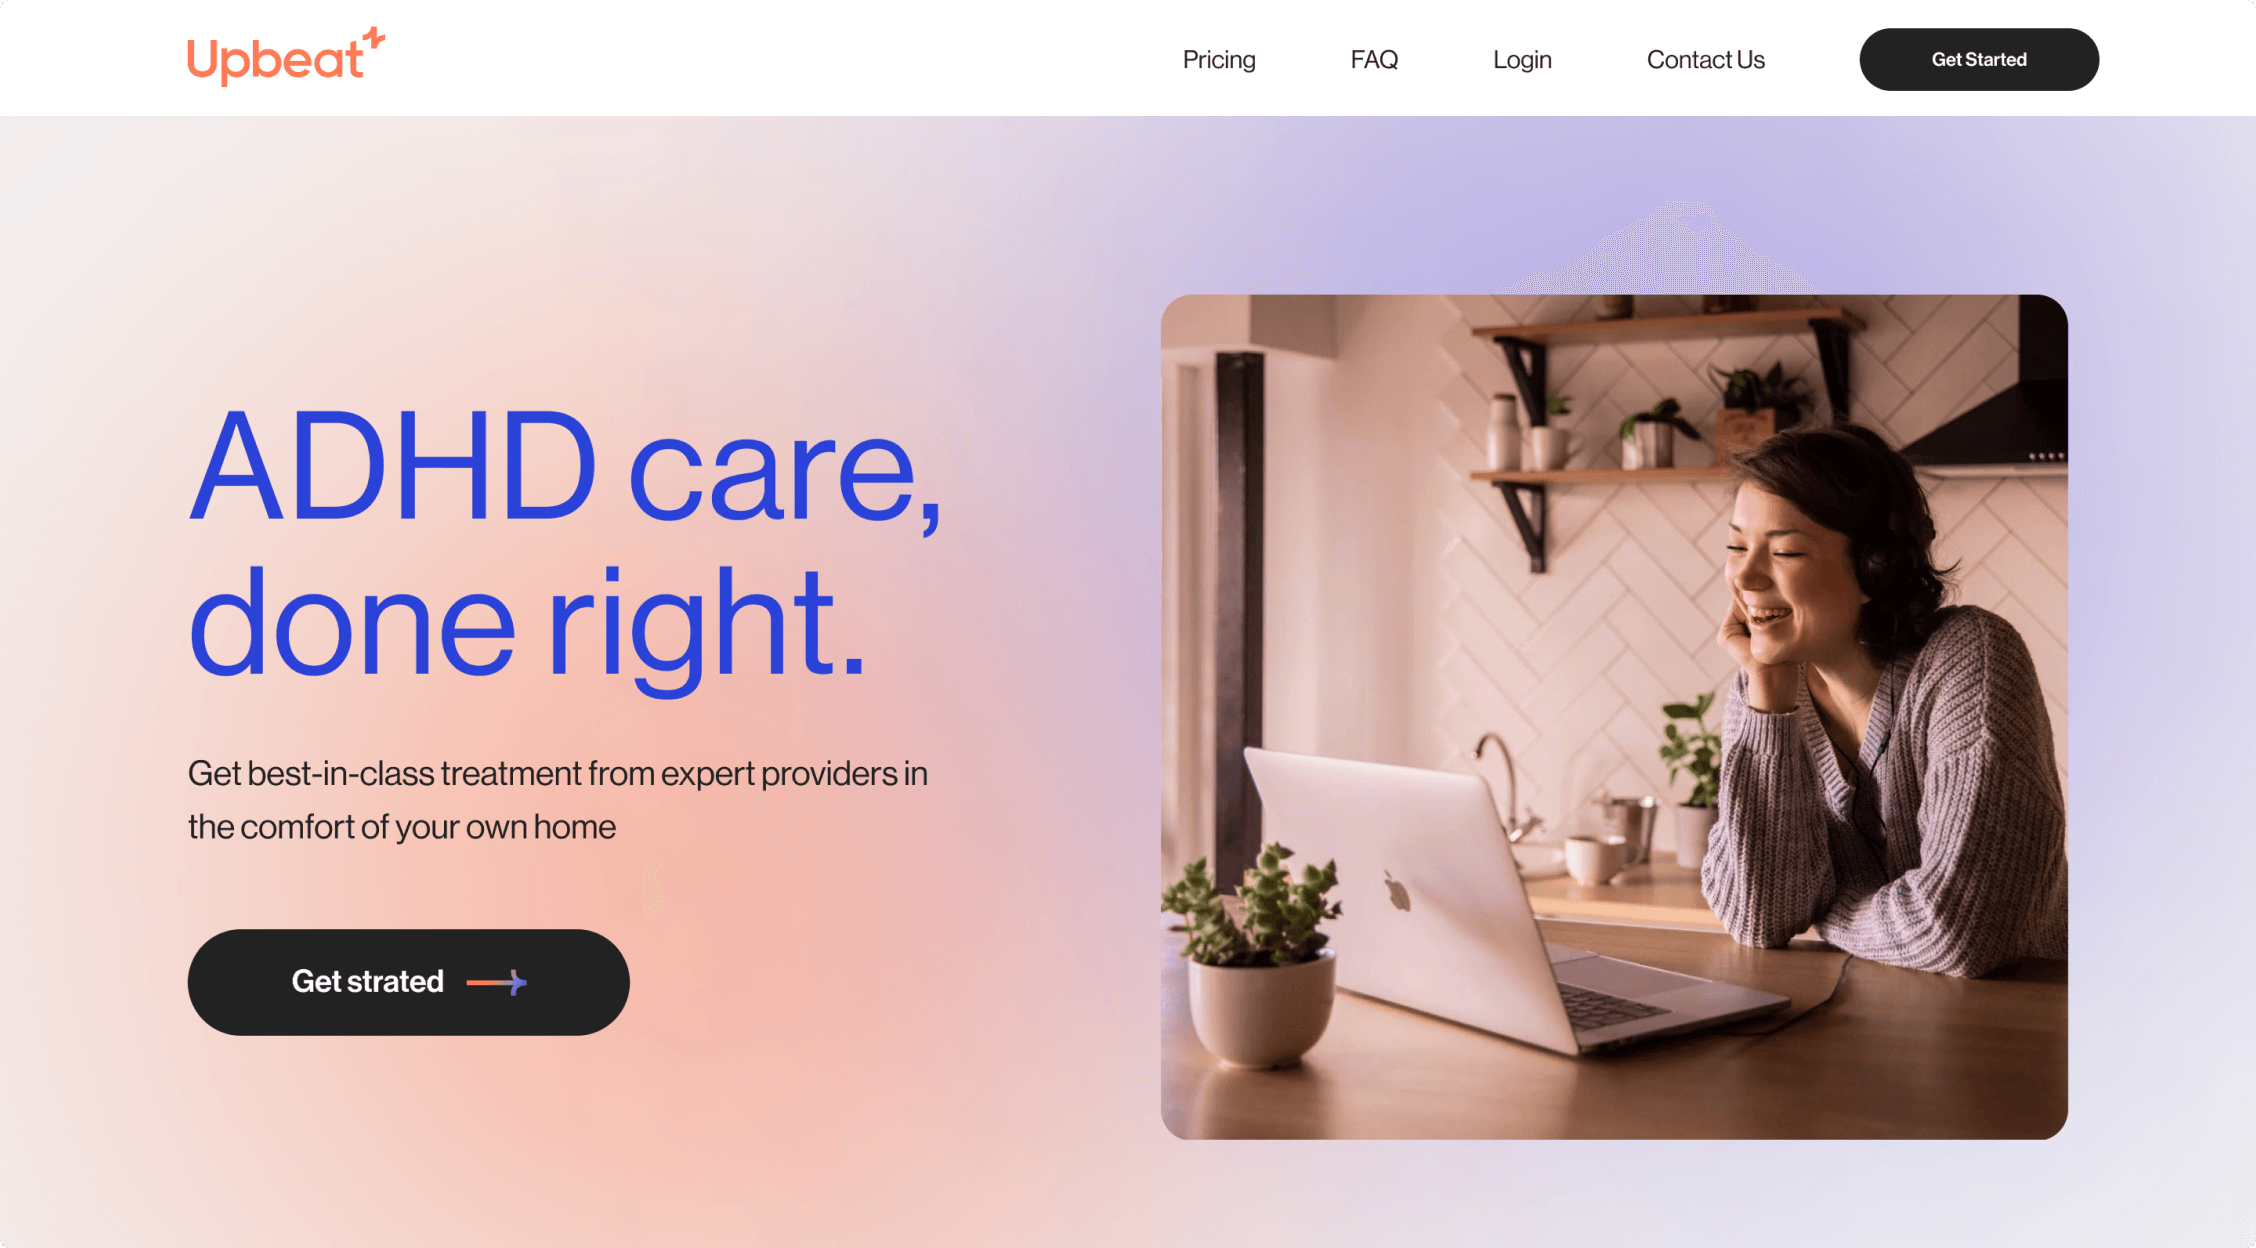 Upbeat
Pricing
FAQ
Login
Contact Us
Get Started
ADHD care,
done right.
Get best-in-class treatment from expert providers in
the comfort of your own home
Get strated